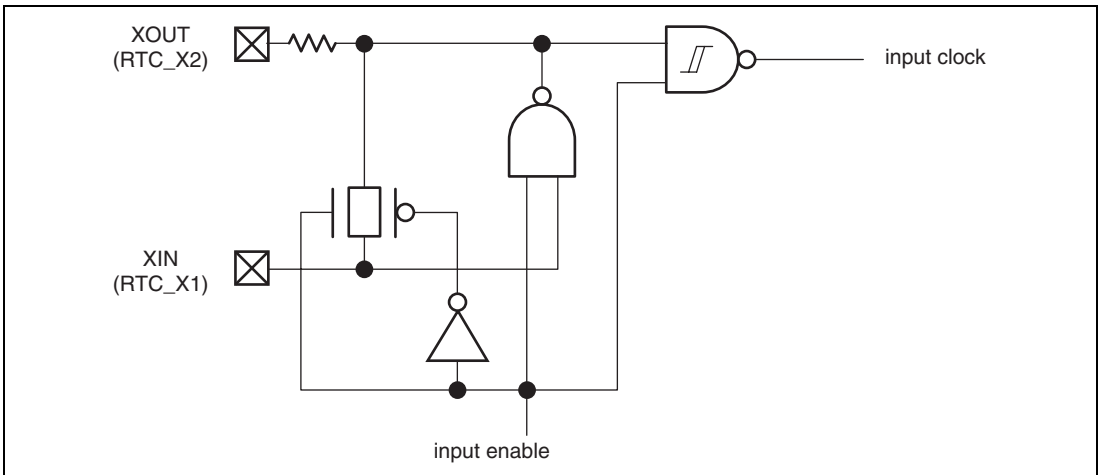 XOUT
(RTC_X2)
input clock
XIN
(RTC_X1)
input enable